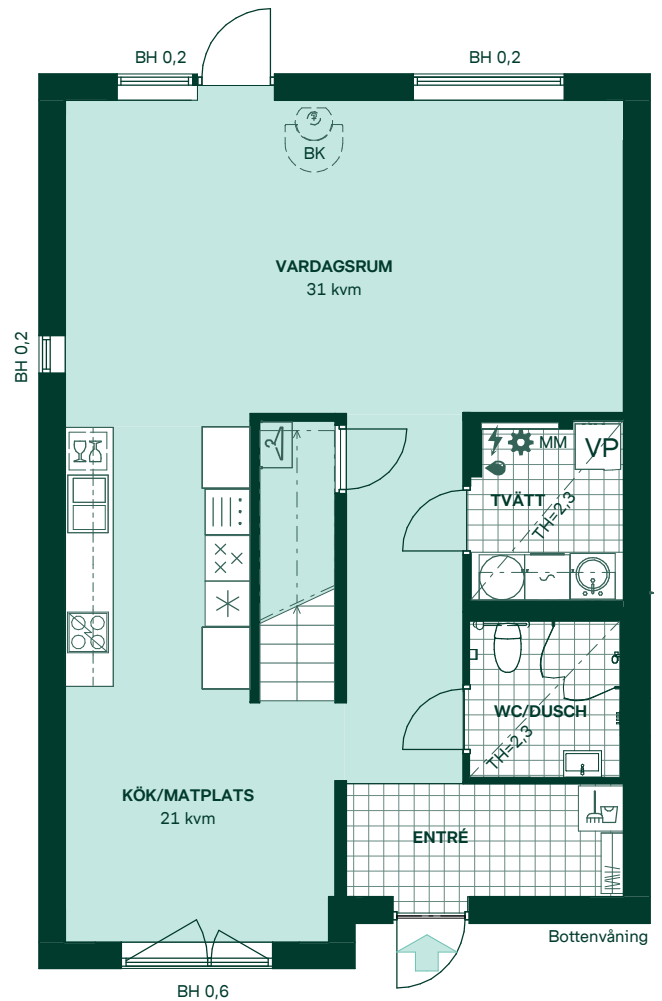 BH 0,2
BH 0,2
BK
VARDAGSRUM
31 kvm
BH 0,2
MM
VP
TVÄTT
TH=2,3
WC/DUSCH
TH=2,3
KÖK/MATPLATS
21 kvm
ENTRÉ
Bottenvåning
BH 0,6